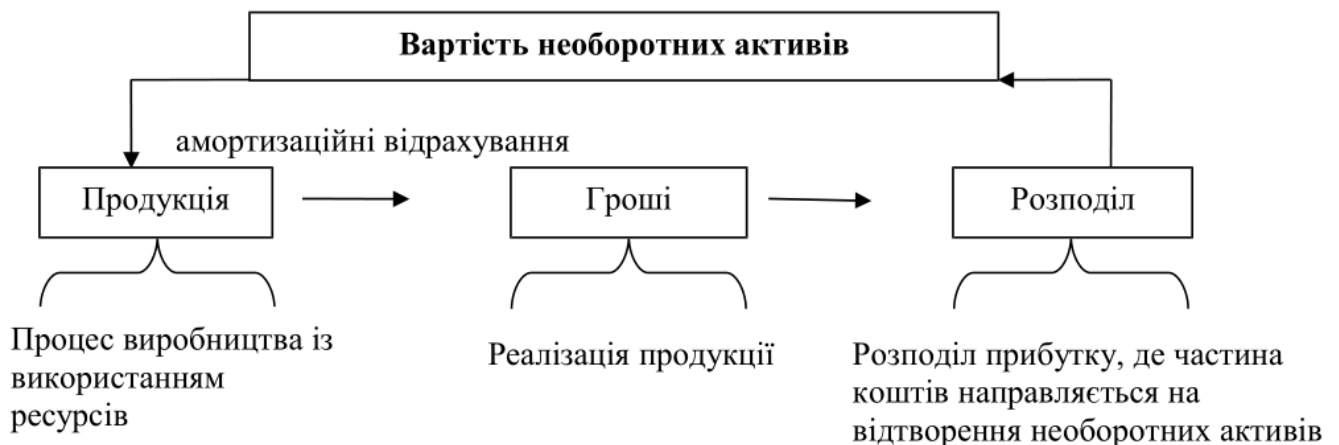 Вартість необоротних активів
амортизаційні відрахування
Продукція
Гроші
Розподіл
Процес виробництва із
використанням
ресурсів
Реалізація продукції
Розподіл прибутку, де частина
коштів направляється на
відтворення необоротних активів